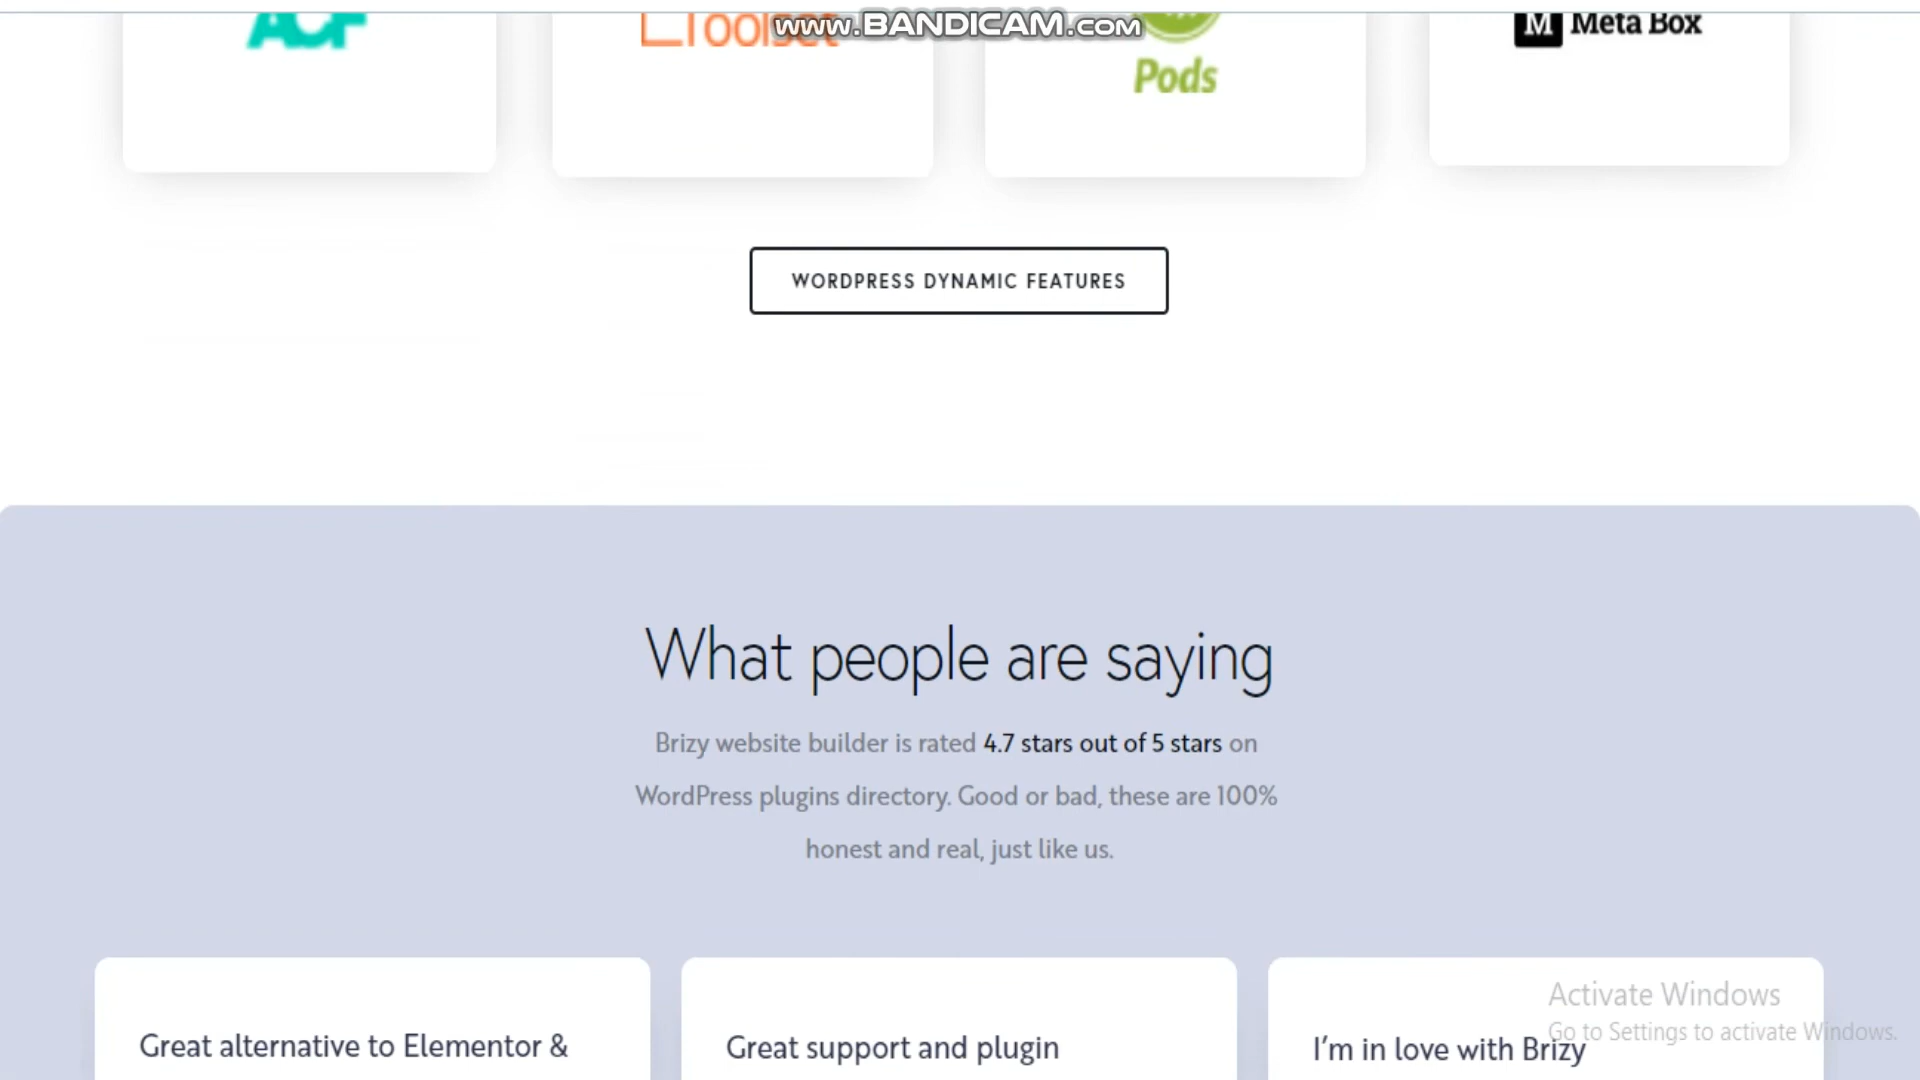 ACF
Toolset
www.BANDICAM.com
Pods
M Meta Box
WORDPRESS DYNAMIC FEATURES
What people are saying
Brizy website builder is rated 4.7 stars out of 5 stars on
WordPress plugins directory. Good or bad, these are 100%
honest and real, just like us.
Great alternative to Elementor &
Great support and plugin
I'm in love with Brizy
Activate Windows
Go to Settings to activate Windows.